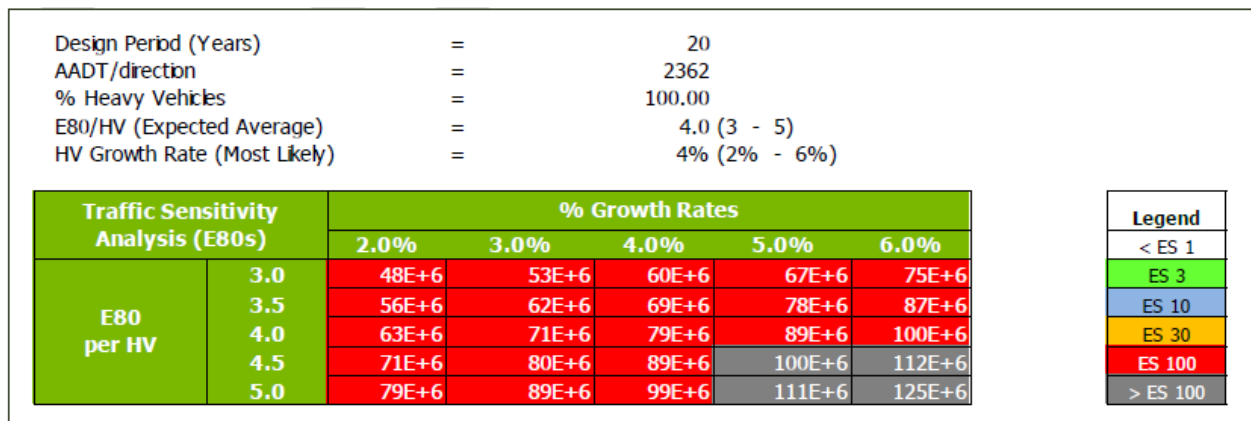 Design Period (Years) = 20
AADT/direction = 2362
% Heavy Vehicles = 100.00
E80/HV (Expected Average) = 4.0 (3 - 5)
HV Growth Rate (Most Likely) = 4% (2% - 6%)
Traffic Sensitivity Analysis (E80s) % Growth Rates
2.0% 3.0% 4.0% 5.0% 6.0%
E80 per HV
3.0 48E+6 53E+6 60E+6 67E+6 75E+6
3.5 56E+6 62E+6 69E+6 78E+6 87E+6
4.0 63E+6 71E+6 79E+6 89E+6 100E+6
4.5 71E+6 80E+6 89E+6 100E+6 112E+6
5.0 79E+6 89E+6 99E+6 111E+6 125E+6
Legend
< ES 1
ES 3
ES 10
ES 30
ES 100
> ES 100